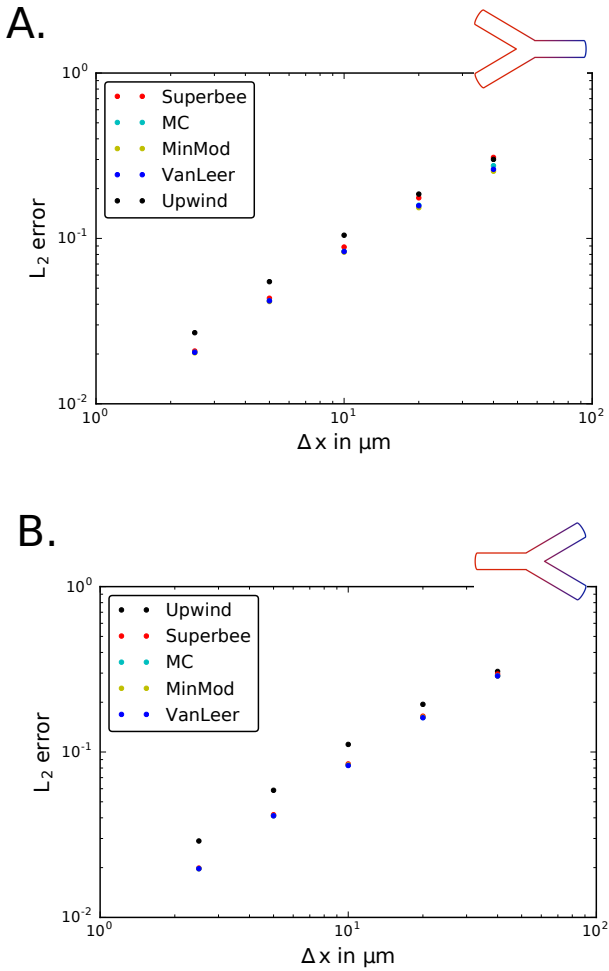 A.
10^0
Superbee
MC
MinMod
VanLeer
Upwind
10^-1
10^-2
L_2 error
10^0
10^1
10^2
Δx in μm
B.
10^0
Upwind
Superbee
MC
MinMod
VanLeer
10^-1
10^-2
L_2 error
10^0
10^1
10^2
Δx in μm